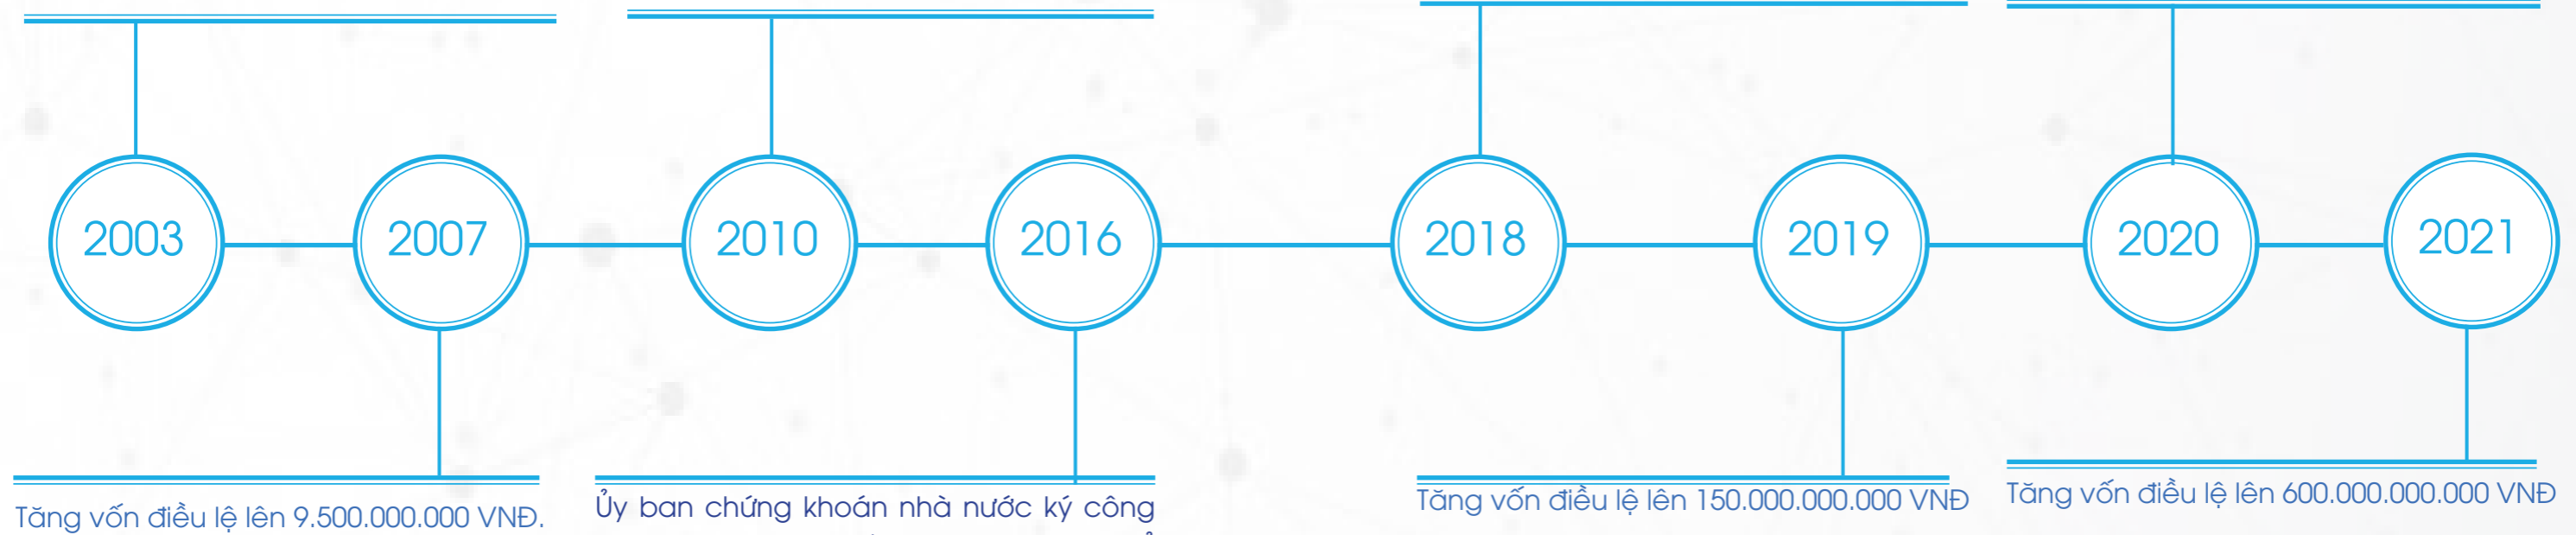 2003 2007 2010 2016 2018 2019 2020 2021
Tăng vốn điều lệ lên 9.500.000.000 VNĐ.
Ủy ban chứng khoán nhà nước ký công
Tăng vốn điều lệ lên 150.000.000.000 VNĐ
Tăng vốn điều lệ lên 600.000.000.000 VNĐ